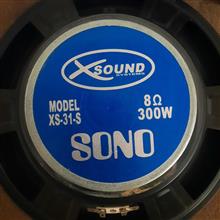 XSOUND
SYSTEMS
MODEL
XS-31-S
8Ω
300W
SONO